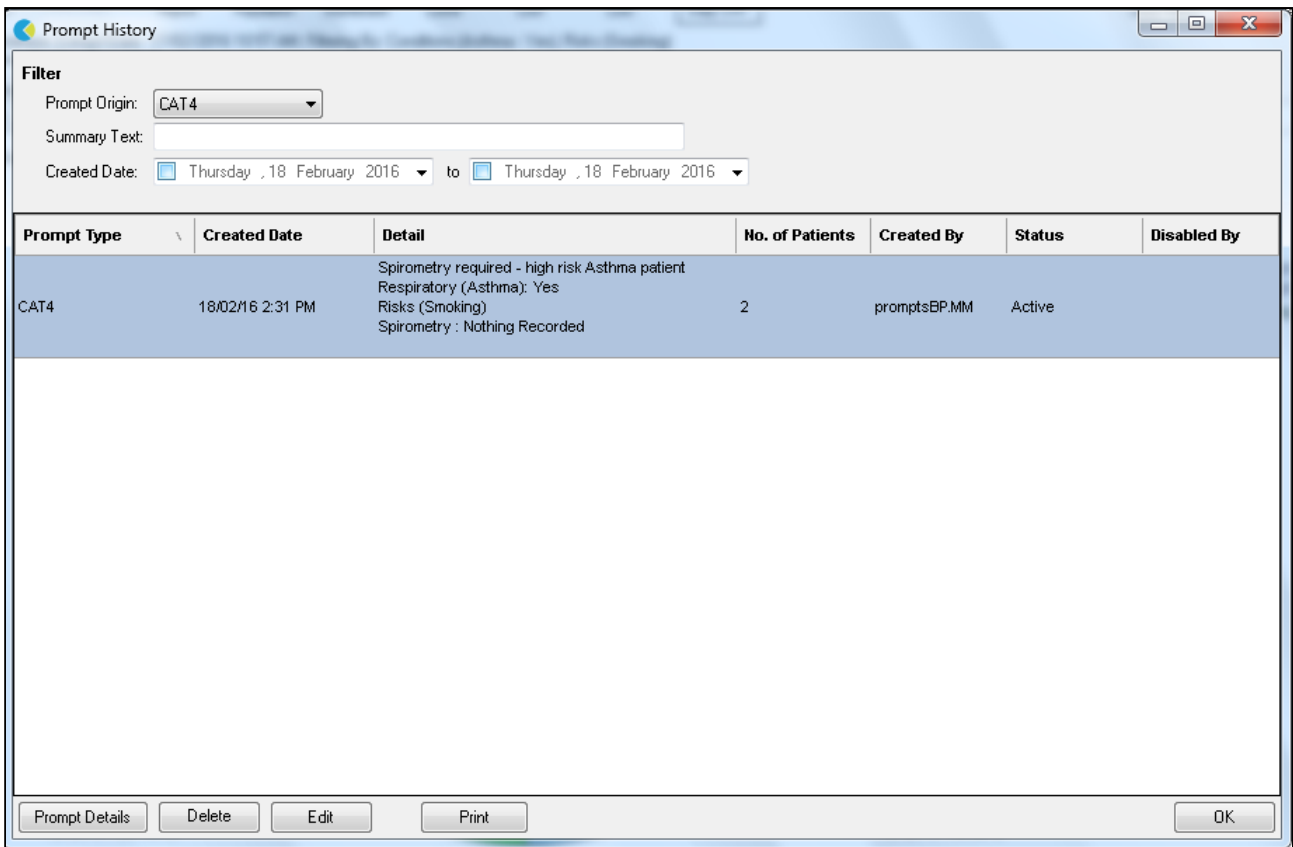 Prompt History
Filter
Prompt Origin: CAT4
Summary Text:
Created Date: Thursday , 18 February 2016 to Thursday , 18 February 2016
Prompt Type Created Date Detail No. of Patients Created By Status Disabled By
Spirometry required - high risk Asthma patient
Respiratory (Asthma): Yes
CAT4 18/02/16 2:31 PM Risks (Smoking) 2 promptsBP.MM Active
Spirometry : Nothing Recorded
Prompt Details Delete Edit Print OK